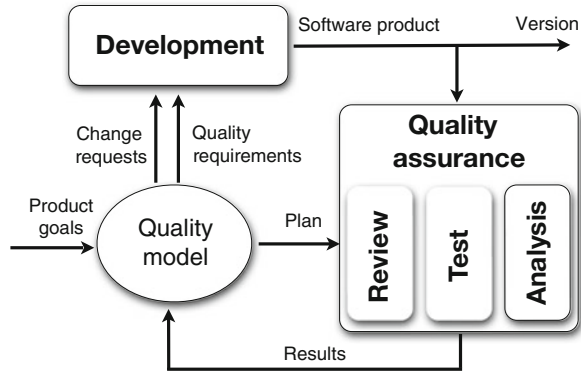 Software product
Version
Development
Change
requests
Quality
requirements
Quality
assurance
Product
goals
Quality
model
Plan
Review
Test
Analysis
Results